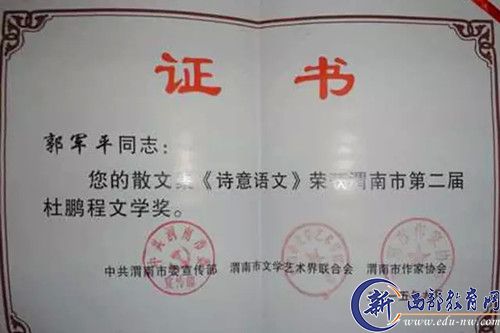 证书
郭军平同志：
您的散文集《诗意语文》荣获渭南市第二届
杜鹏程文学奖。
中共渭南市委宣传部 渭南市文学艺术界联合会 渭南市作家协会
新西部教育网
www.edu-nw.com